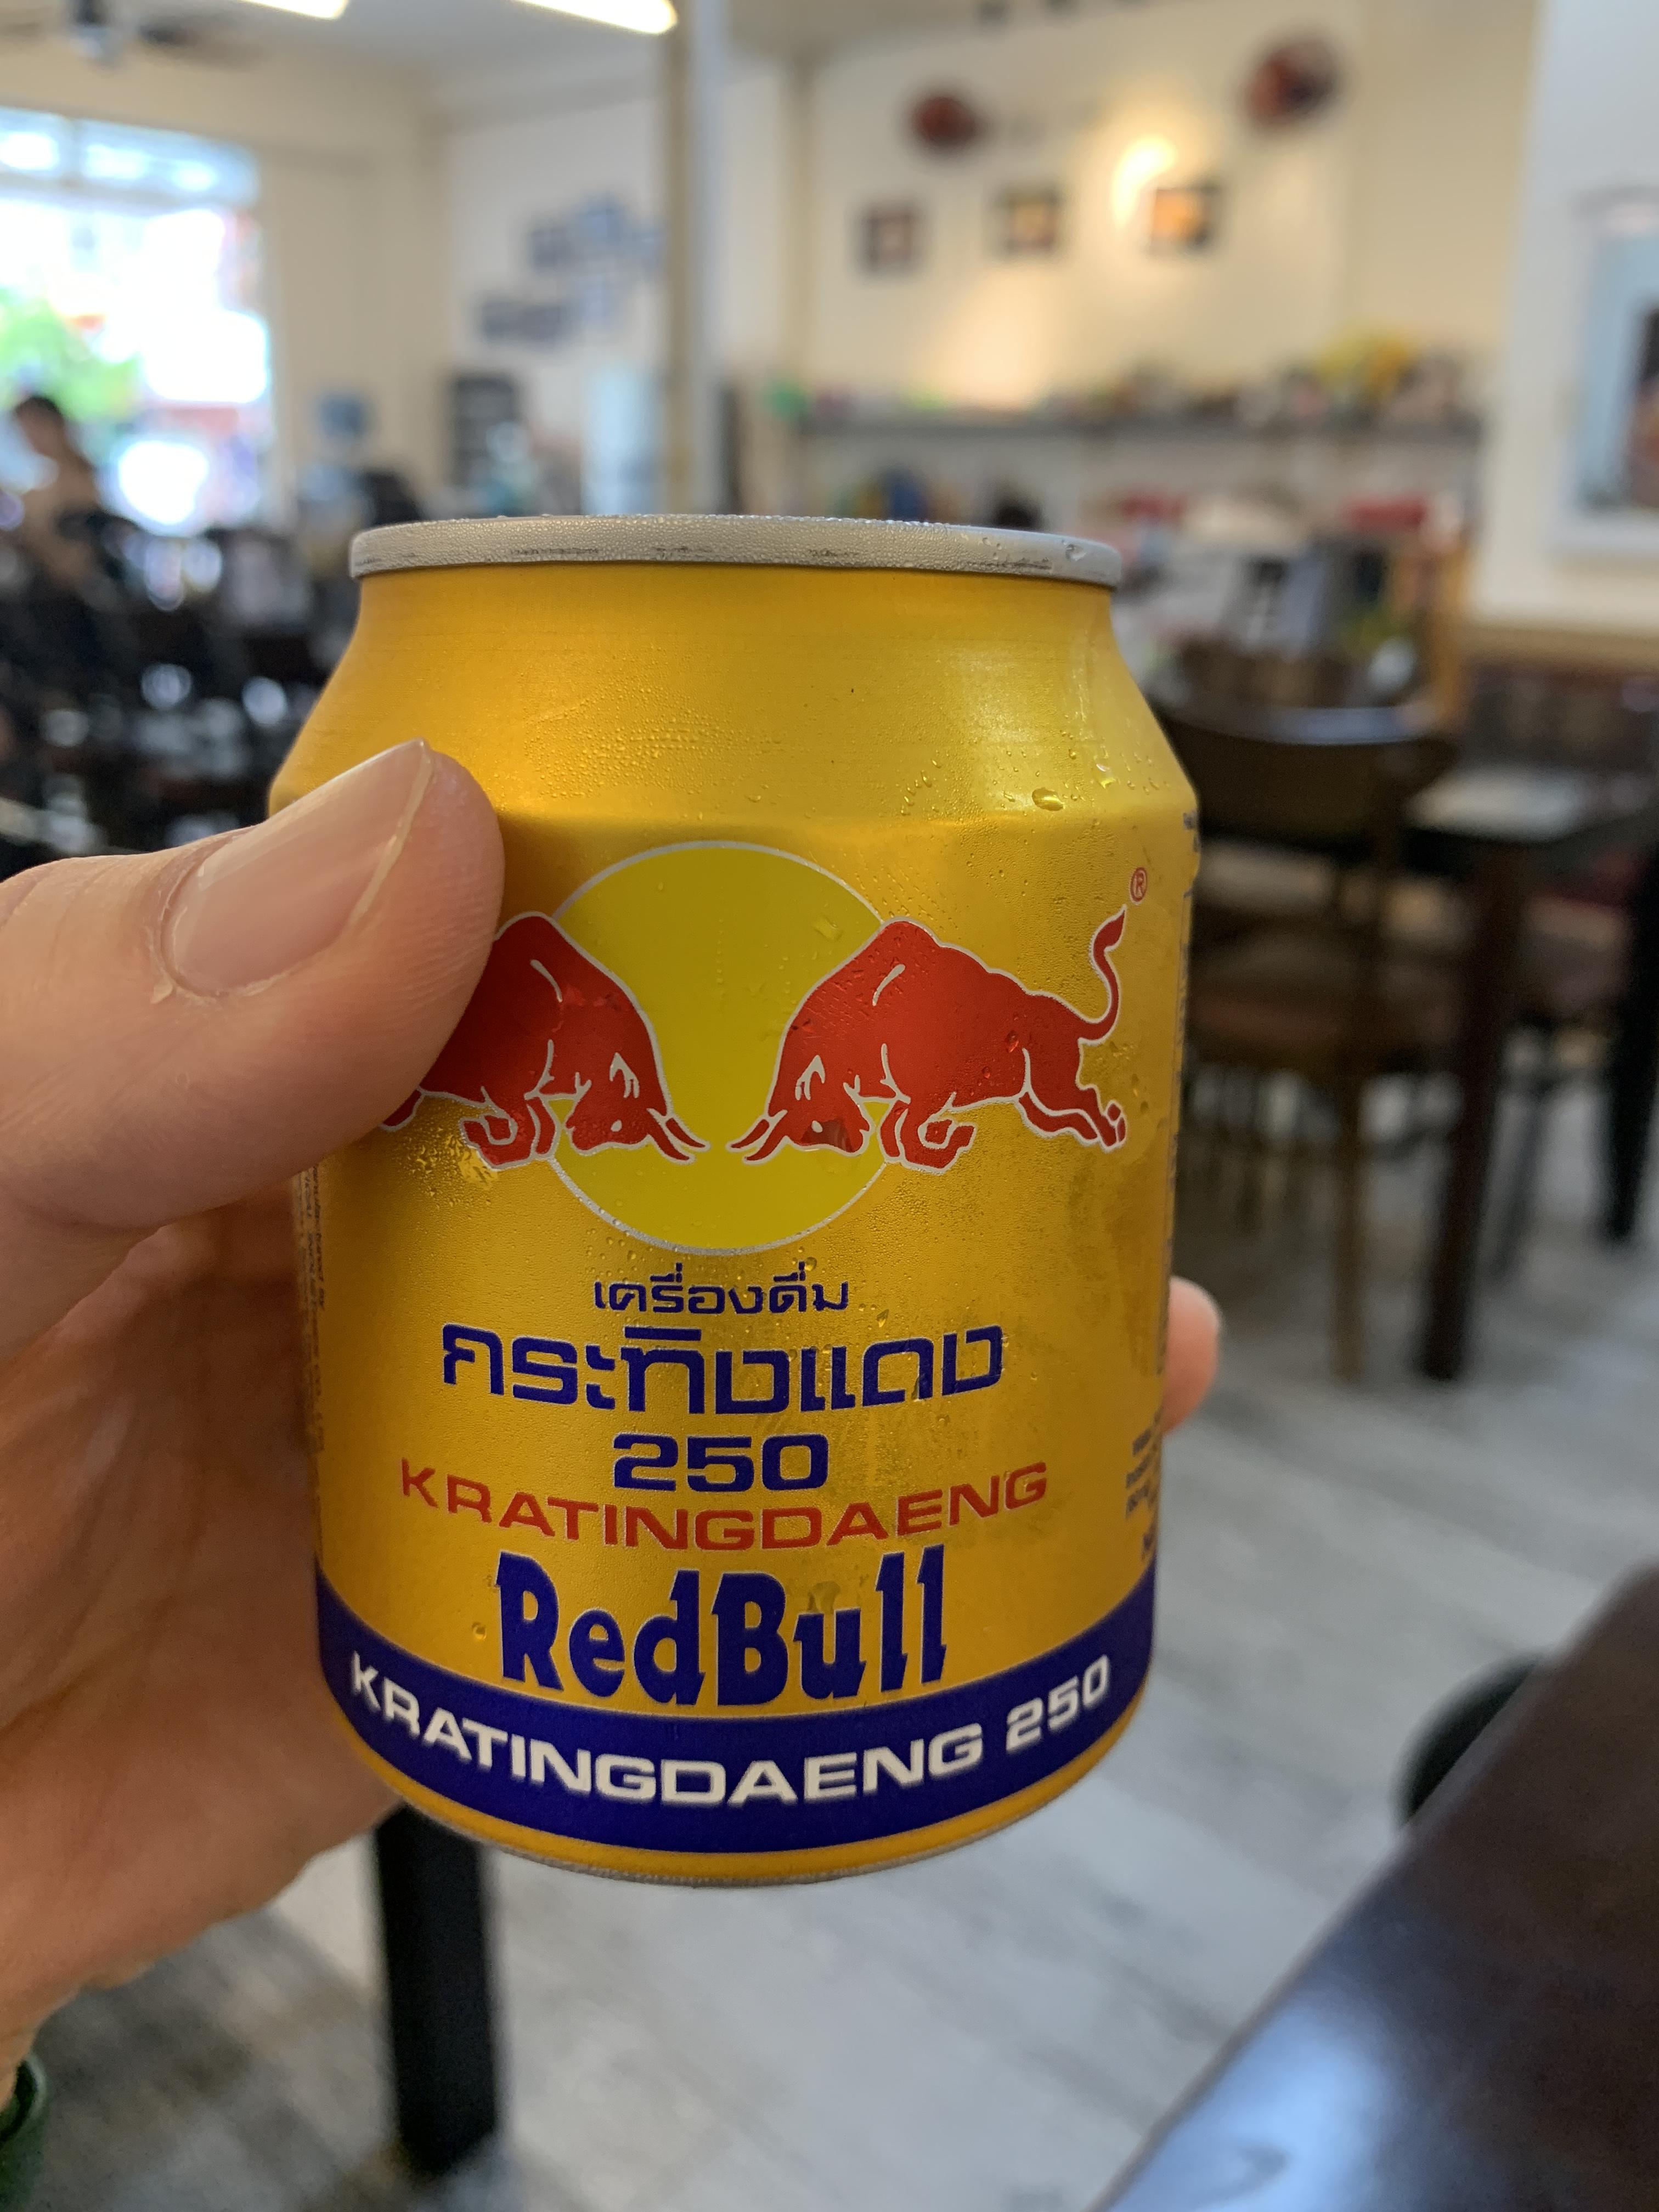 ®
เครื่องดื่ม
กระทิงแดง
250
KRATINGDAENG
RedBull
KRATINGDAENG 250